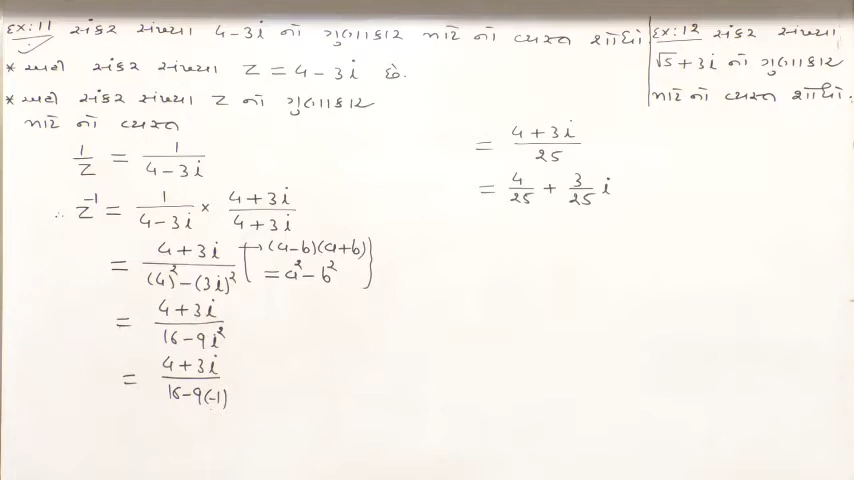 Ex:11 સંકર સંખ્યા 4-3i નો ગુણાકાર માટે નો વ્યસ્ત શોધો
* અહીં સંકર સંખ્યા Z = 4-3i છે.
* અહીં સંકર સંખ્યા Z નો ગુણાકાર
માટે નો વ્યસ્ત
1/Z = 1/(4-3i)
∴ Z⁻¹ = 1/(4-3i) × (4+3i)/(4+3i)
= (4+3i)/((4)²-(3i)²) [→(a-b)(a+b)
=a²-b²]
= (4+3i)/(16-9i²)
= (4+3i)/(16-9(-1))
= (4+3i)/25
= 4/25 + 3/25 i
Ex:12 સંકર સંખ્યા
√5+3i નો ગુણાકાર
માટે નો વ્યસ્ત શોધો.